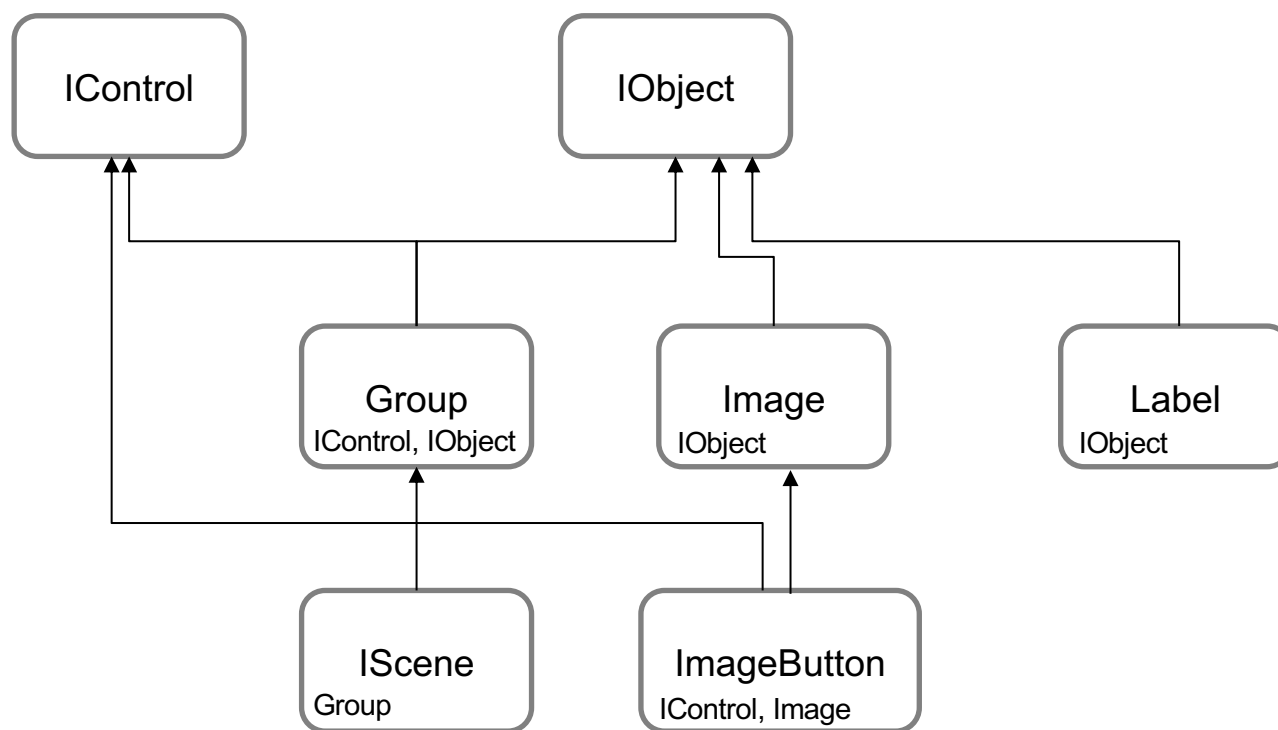 IControl
IObject
Group
IControl, IObject
Image
IObject
Label
IObject
IScene
Group
ImageButton
IControl, Image